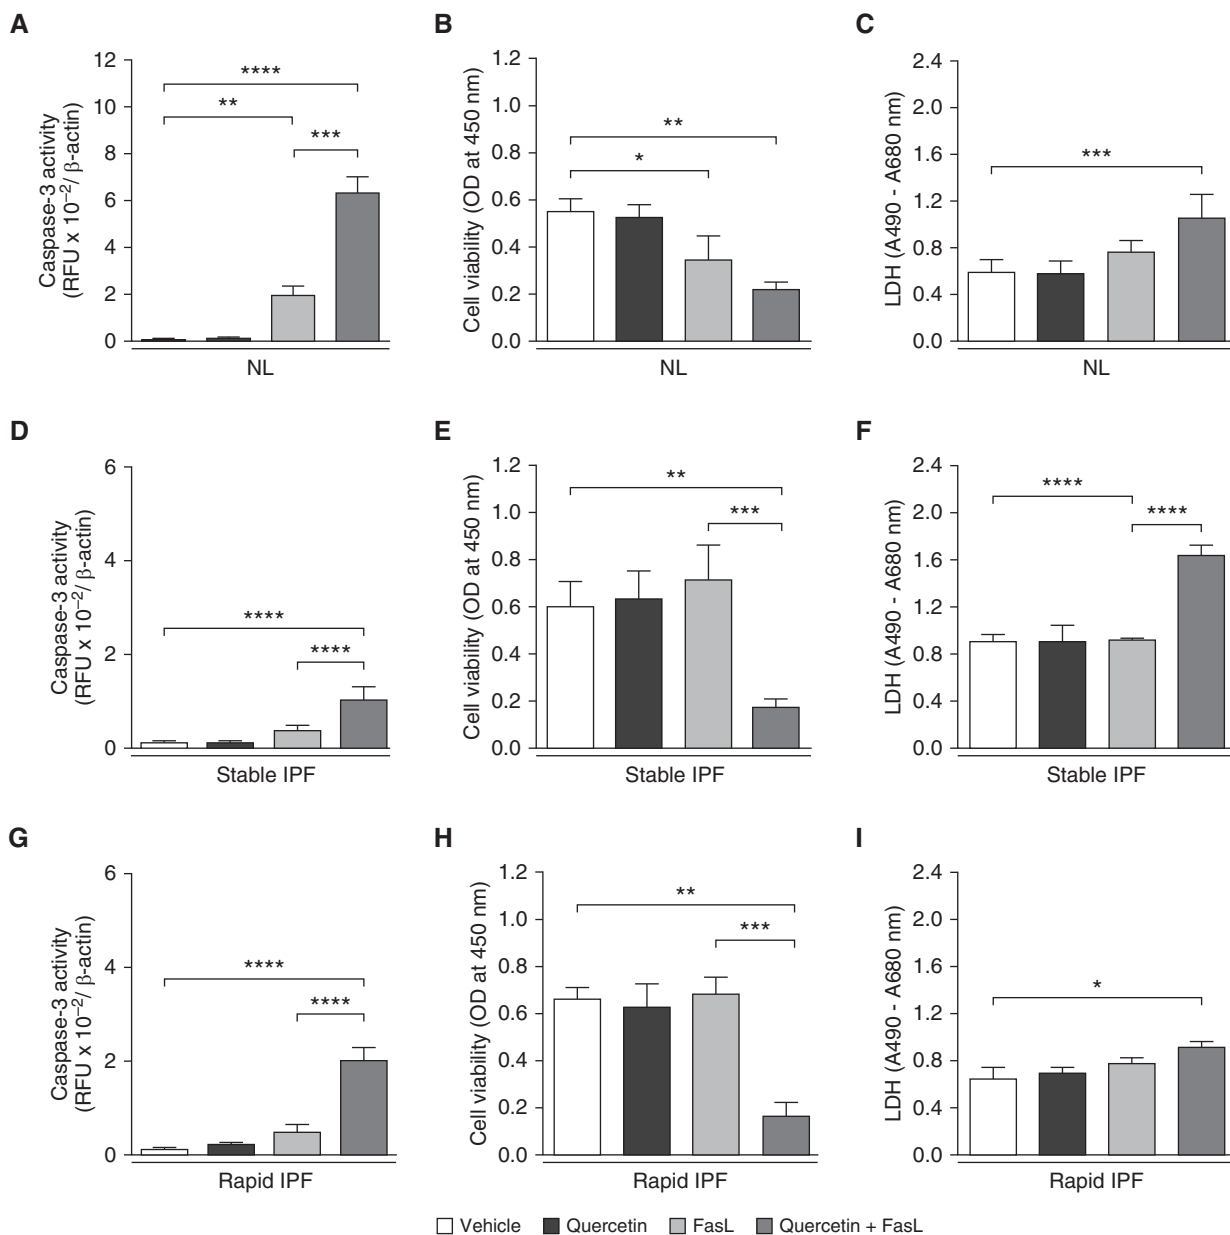 A
Caspase-3 activity
(RFU x 10⁻²/ β-actin)
12
10
8
6
4
2
0
****
**
***
NL
B
Cell viability (OD at 450 nm)
1.2
1.0
0.8
0.6
0.4
0.2
0.0
**
*
NL
C
LDH (A490 - A680 nm)
2.4
2.0
1.6
1.2
0.8
0.4
0.0
***
NL
D
Caspase-3 activity
(RFU x 10⁻²/ β-actin)
6
4
2
0
****
****
Stable IPF
E
Cell viability (OD at 450 nm)
1.2
1.0
0.8
0.6
0.4
0.2
0.0
**
***
Stable IPF
F
LDH (A490 - A680 nm)
2.4
2.0
1.6
1.2
0.8
0.4
0.0
****
****
Stable IPF
G
Caspase-3 activity
(RFU x 10⁻²/ β-actin)
6
4
2
0
****
****
Rapid IPF
H
Cell viability (OD at 450 nm)
1.2
1.0
0.8
0.6
0.4
0.2
0.0
**
***
Rapid IPF
I
LDH (A490 - A680 nm)
2.4
2.0
1.6
1.2
0.8
0.4
0.0
*
Rapid IPF
Vehicle Quercetin FasL Quercetin + FasL